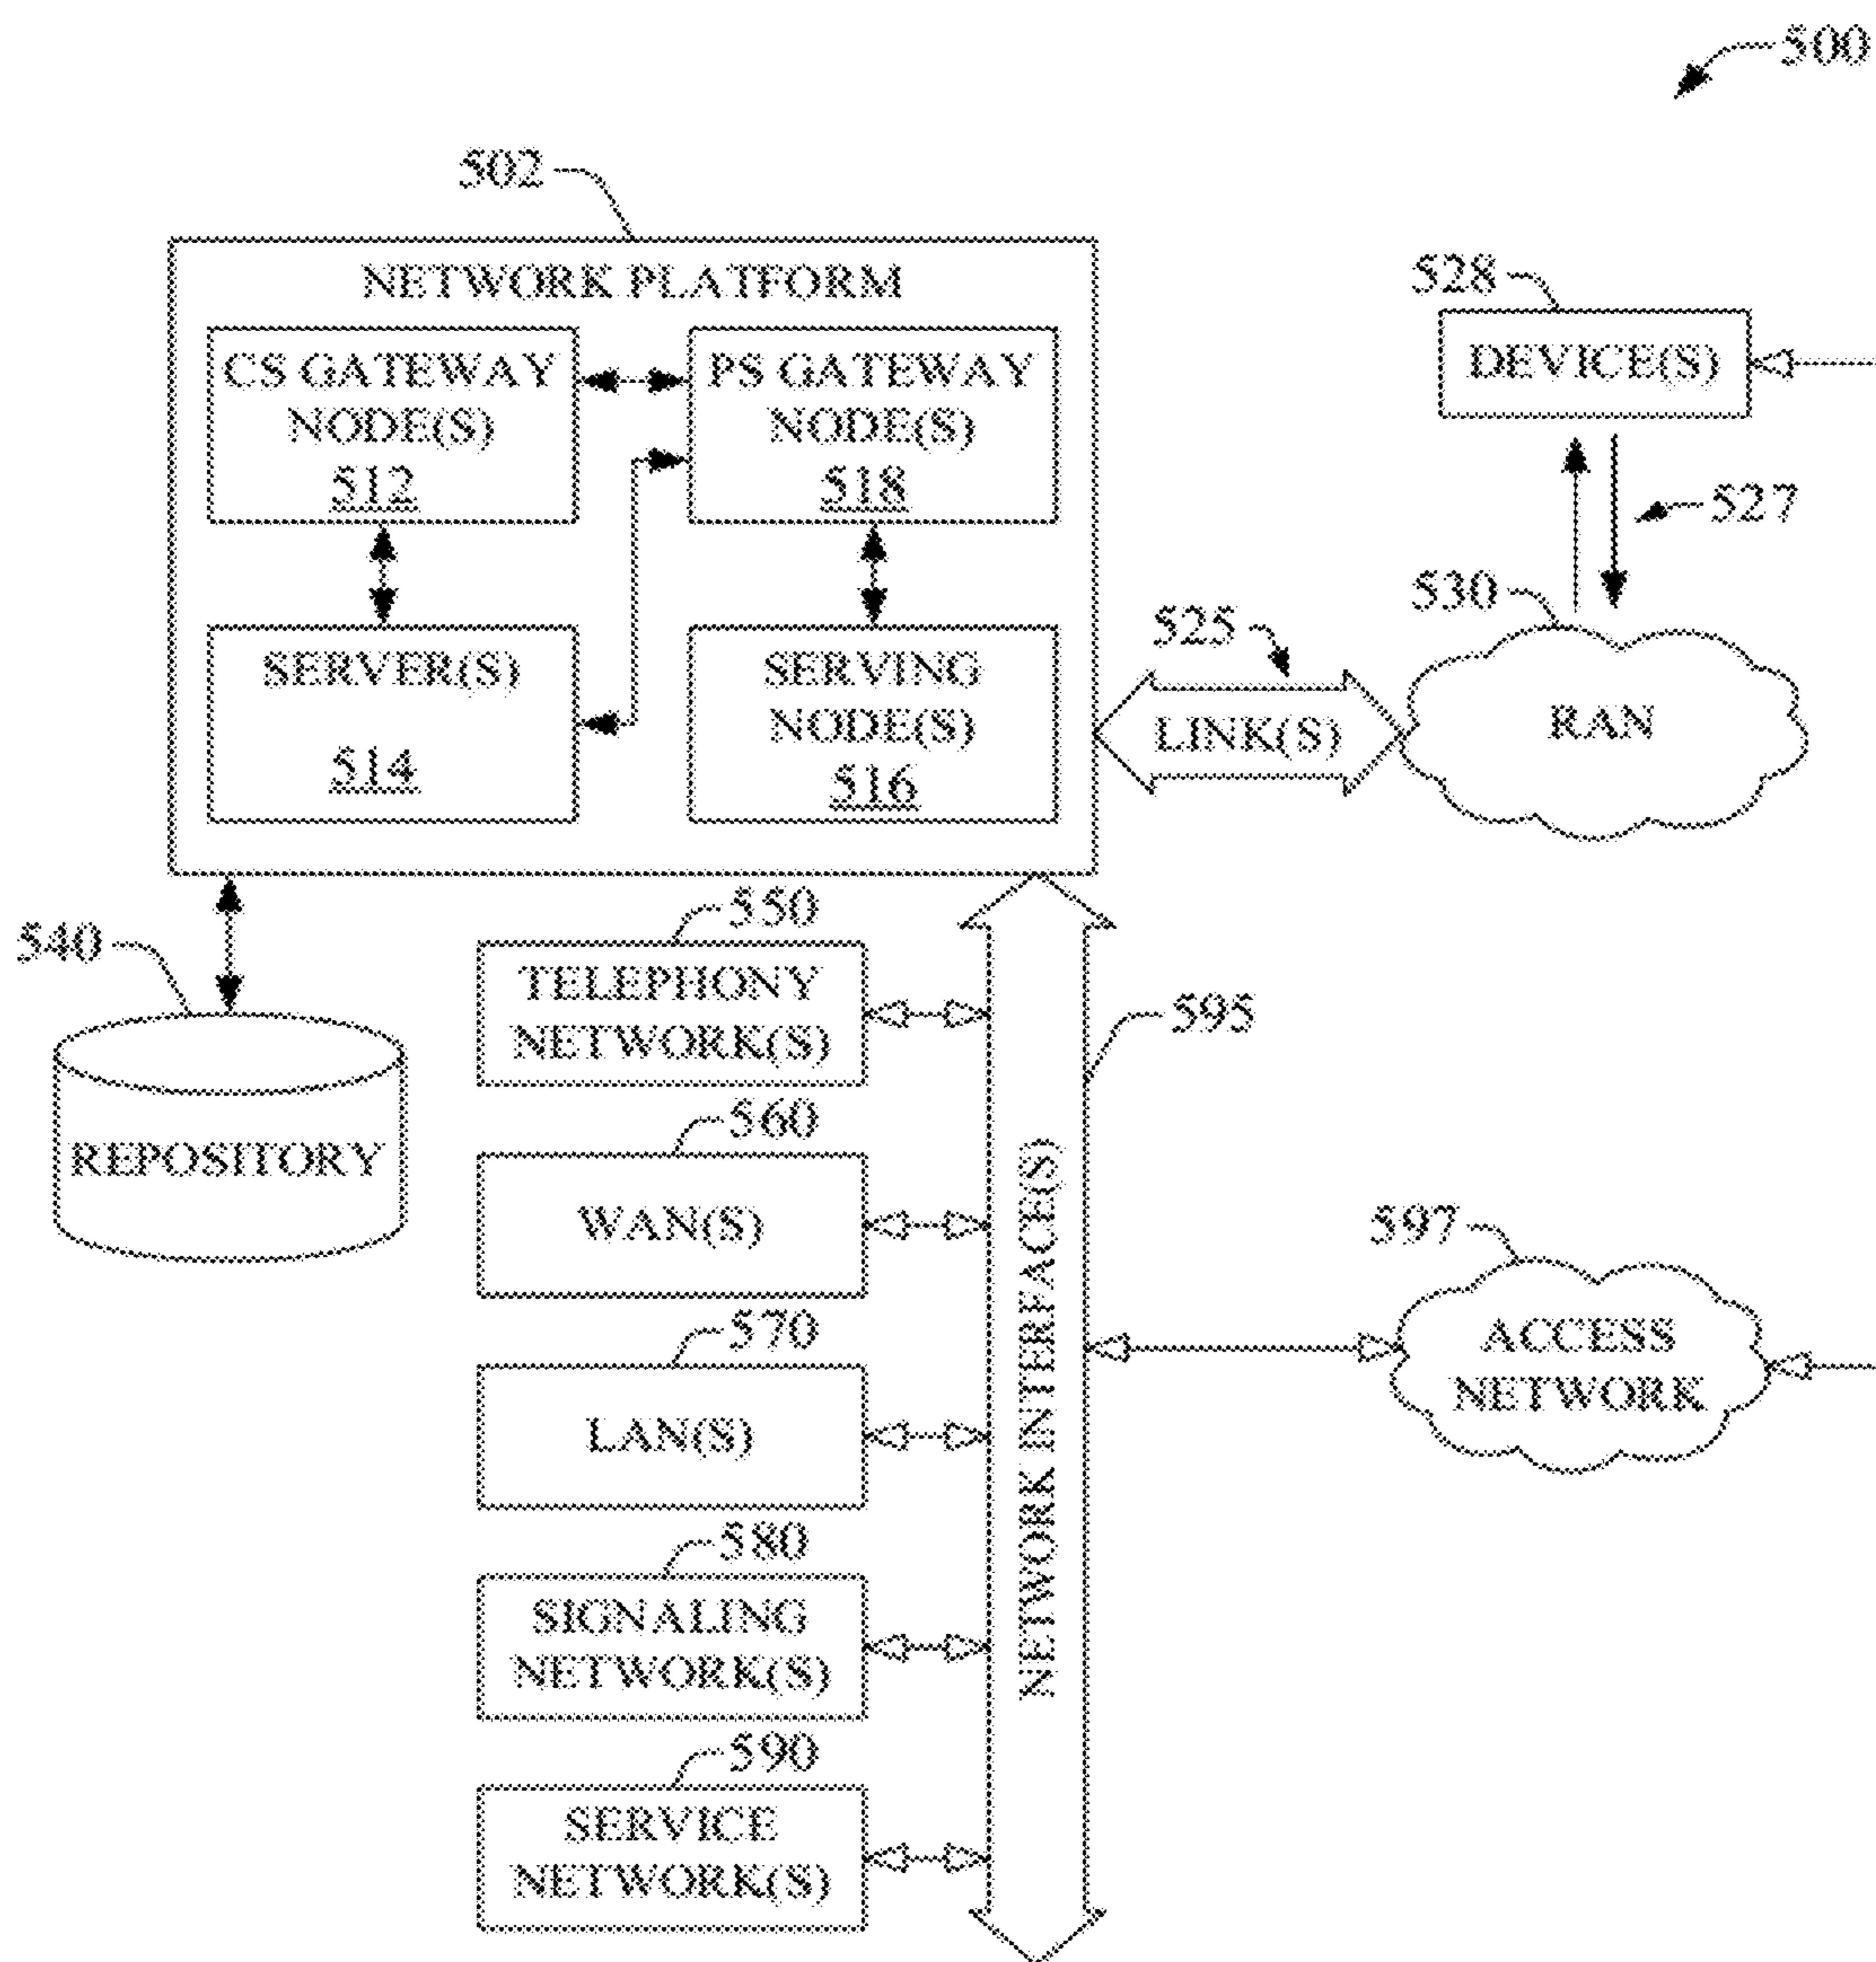 500
502
NETWORK PLATFORM
CS GATEWAY
NODE(S)
512
PS GATEWAY
NODE(S)
518
SERVER(S)
514
SERVING
NODE(S)
516
528
DEVICE(S)
527
530
525
LINK(S)
RAN
540
REPOSITORY
550
TELEPHONY
NETWORK(S)
560
WAN(S)
570
LAN(S)
580
SIGNALING
NETWORK(S)
590
SERVICE
NETWORK(S)
NETWORK INTERFACE(S)
595
597
ACCESS
NETWORK